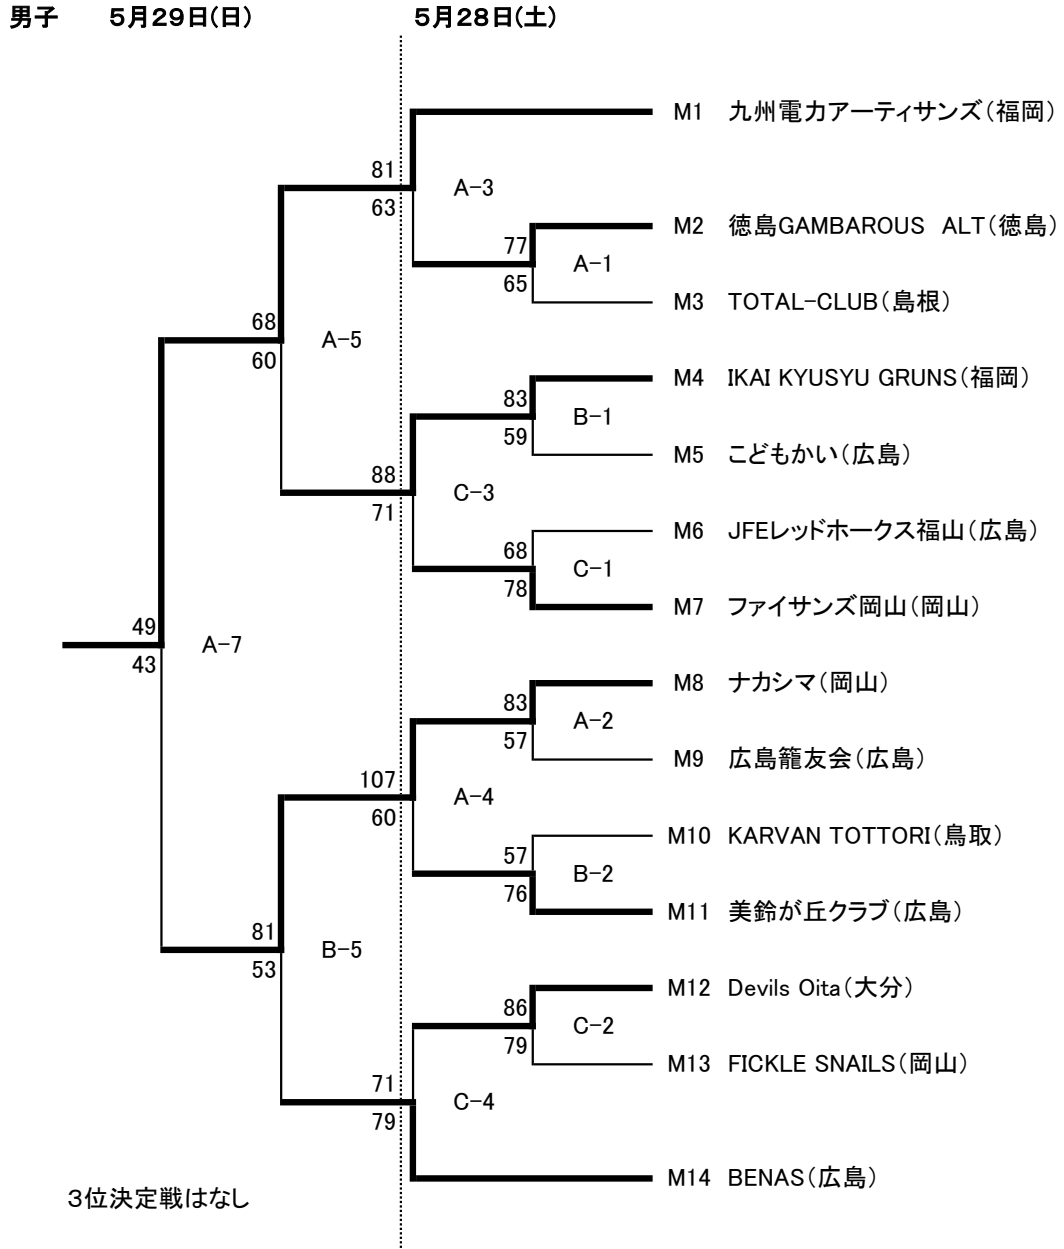 男子　５月２９日(日)　５月２８日(土)
M1　九州電力アーティサンズ（福岡）
81
A-3
63
M2　徳島GAMBAROUS　ALT（徳島）
77
A-1
65
M3　TOTAL-CLUB（島根）
68
A-5
60
M4　IKAI KYUSYU GRUNS（福岡）
83
B-1
59
M5　こどもかい（広島）
88
C-3
71
M6　JFEレッドホークス福山（広島）
68
C-1
78
M7　ファイサンズ岡山（岡山）
49
A-7
43
M8　ナカシマ（岡山）
83
A-2
57
M9　広島籠友会（広島）
107
A-4
60
M10　KARVAN TOTTORI（鳥取）
57
B-2
76
M11　美鈴が丘クラブ（広島）
81
B-5
53
M12　Devils Oita（大分）
86
C-2
79
M13　FICKLE SNAILS（岡山）
71
C-4
79
M14　BENAS（広島）
３位決定戦はなし